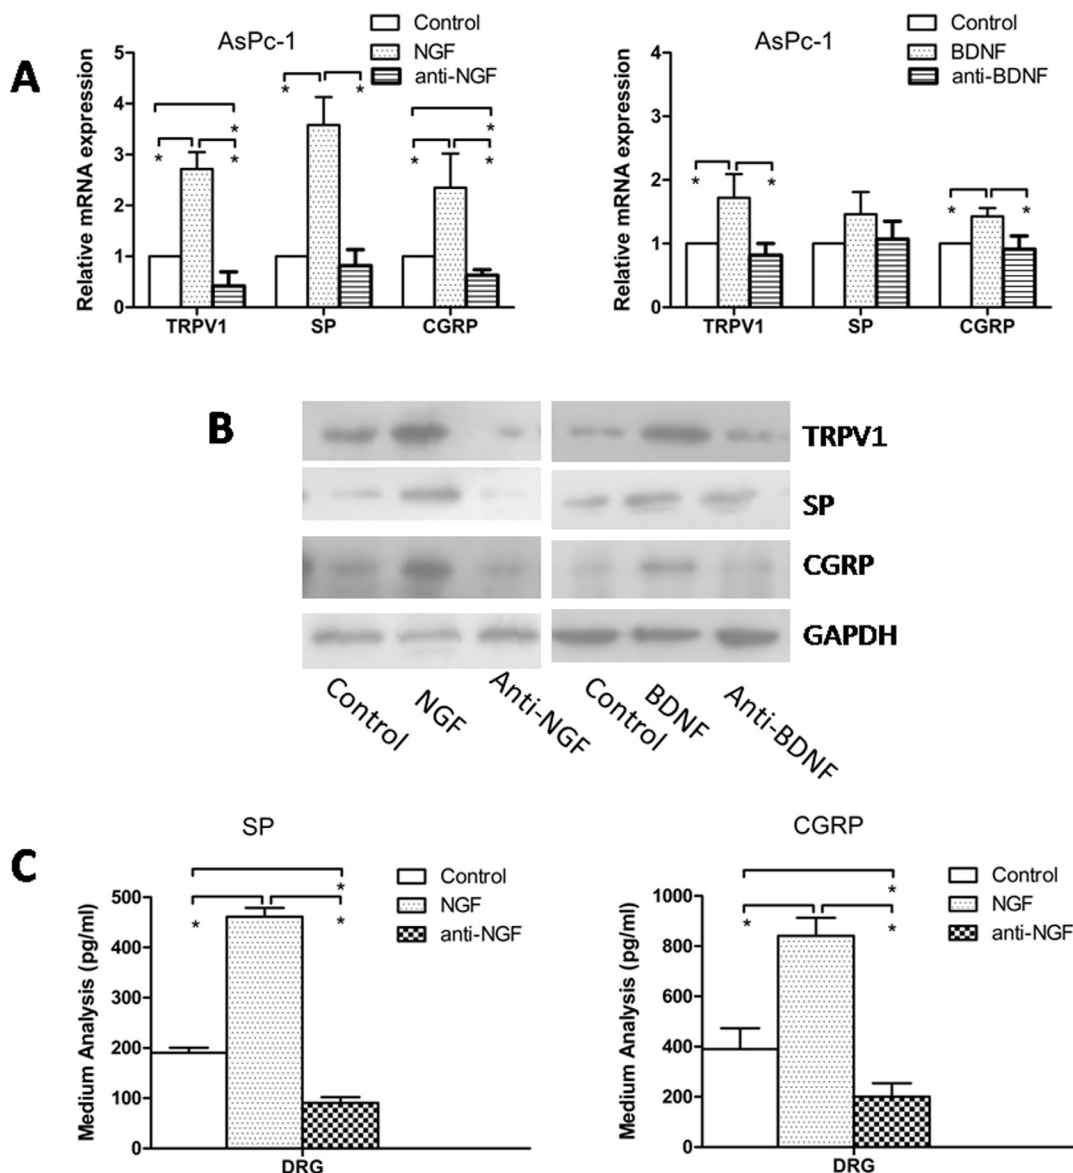 A
AsPc-1
Control
NGF
anti-NGF
Relative mRNA expression
5
4
3
2
1
0
* * * * * * * *
TRPV1 SP CGRP
AsPc-1
Control
BDNF
anti-BDNF
Relative mRNA expression
4
3
2
1
0
* * * *
TRPV1 SP CGRP
B
TRPV1
SP
CGRP
GAPDH
Control NGF Anti-NGF Control BDNF Anti-BDNF
C
SP
Control
NGF
anti-NGF
Medium Analysis (pg/ml)
500
400
300
200
100
0
* * *
DRG
CGRP
Control
NGF
anti-NGF
Medium Analysis (pg/ml)
1000
800
600
400
200
0
* * *
DRG